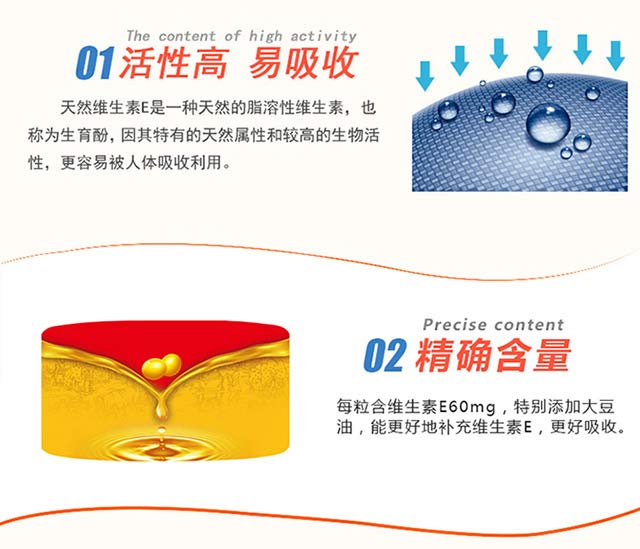 The content of high activity
01 活性高 易吸收
天然维生素E是一种天然的脂溶性维生素，也
称为生育酚，因其特有的天然属性和较高的生物活
性，更容易被人体吸收利用。
Precise content
02 精确含量
每粒含维生素E60mg，特别添加大豆
油，能更好地补充维生素E，更好吸收。